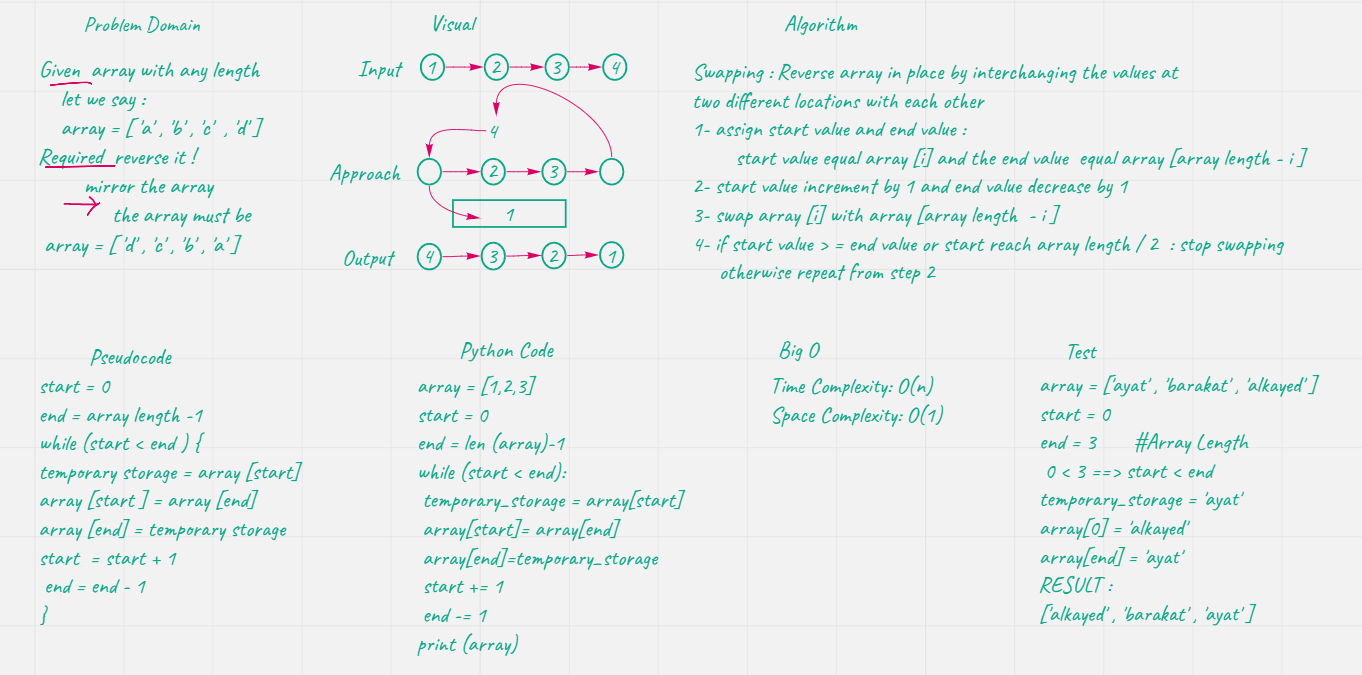 Problem Domain
Given array with any length
let we say :
array = ['a', 'b', 'c' , 'd']
Required reverse it !
mirror the array
the array must be
array = ['d', 'c', 'b', 'a']
Visual
Input 1 2 3 4
4
Approach 2 3
1
Output 4 3 2 1
Algorithm
Swapping : Reverse array in place by interchanging the values at
two different locations with each other
1- assign start value and end value :
start value equal array [i] and the end value equal array [array length - i ]
2- start value increment by 1 and end value decrease by 1
3- swap array [i] with array [array length - i ]
4- if start value > = end value or start reach array length / 2 : stop swapping
otherwise repeat from step 2
Pseudocode
start = 0
end = array length -1
while (start < end ) {
temporary storage = array [start]
array [start ] = array [end]
array [end] = temporary storage
start = start + 1
end = end - 1
}
Python Code
array = [1,2,3]
start = 0
end = len (array)-1
while (start < end):
temporary_storage = array[start]
array[start]= array[end]
array[end]=temporary_storage
start += 1
end -= 1
print (array)
Big O
Time Complexity: O(n)
Space Complexity: O(1)
Test
array = ['ayat' , 'barakat' , 'alkayed' ]
start = 0
end = 3 #Array Length
0 < 3 ==> start < end
temporary_storage = 'ayat'
array[0] = 'alkayed'
array[end] = 'ayat'
RESULT :
['alkayed' , 'barakat' , 'ayat' ]